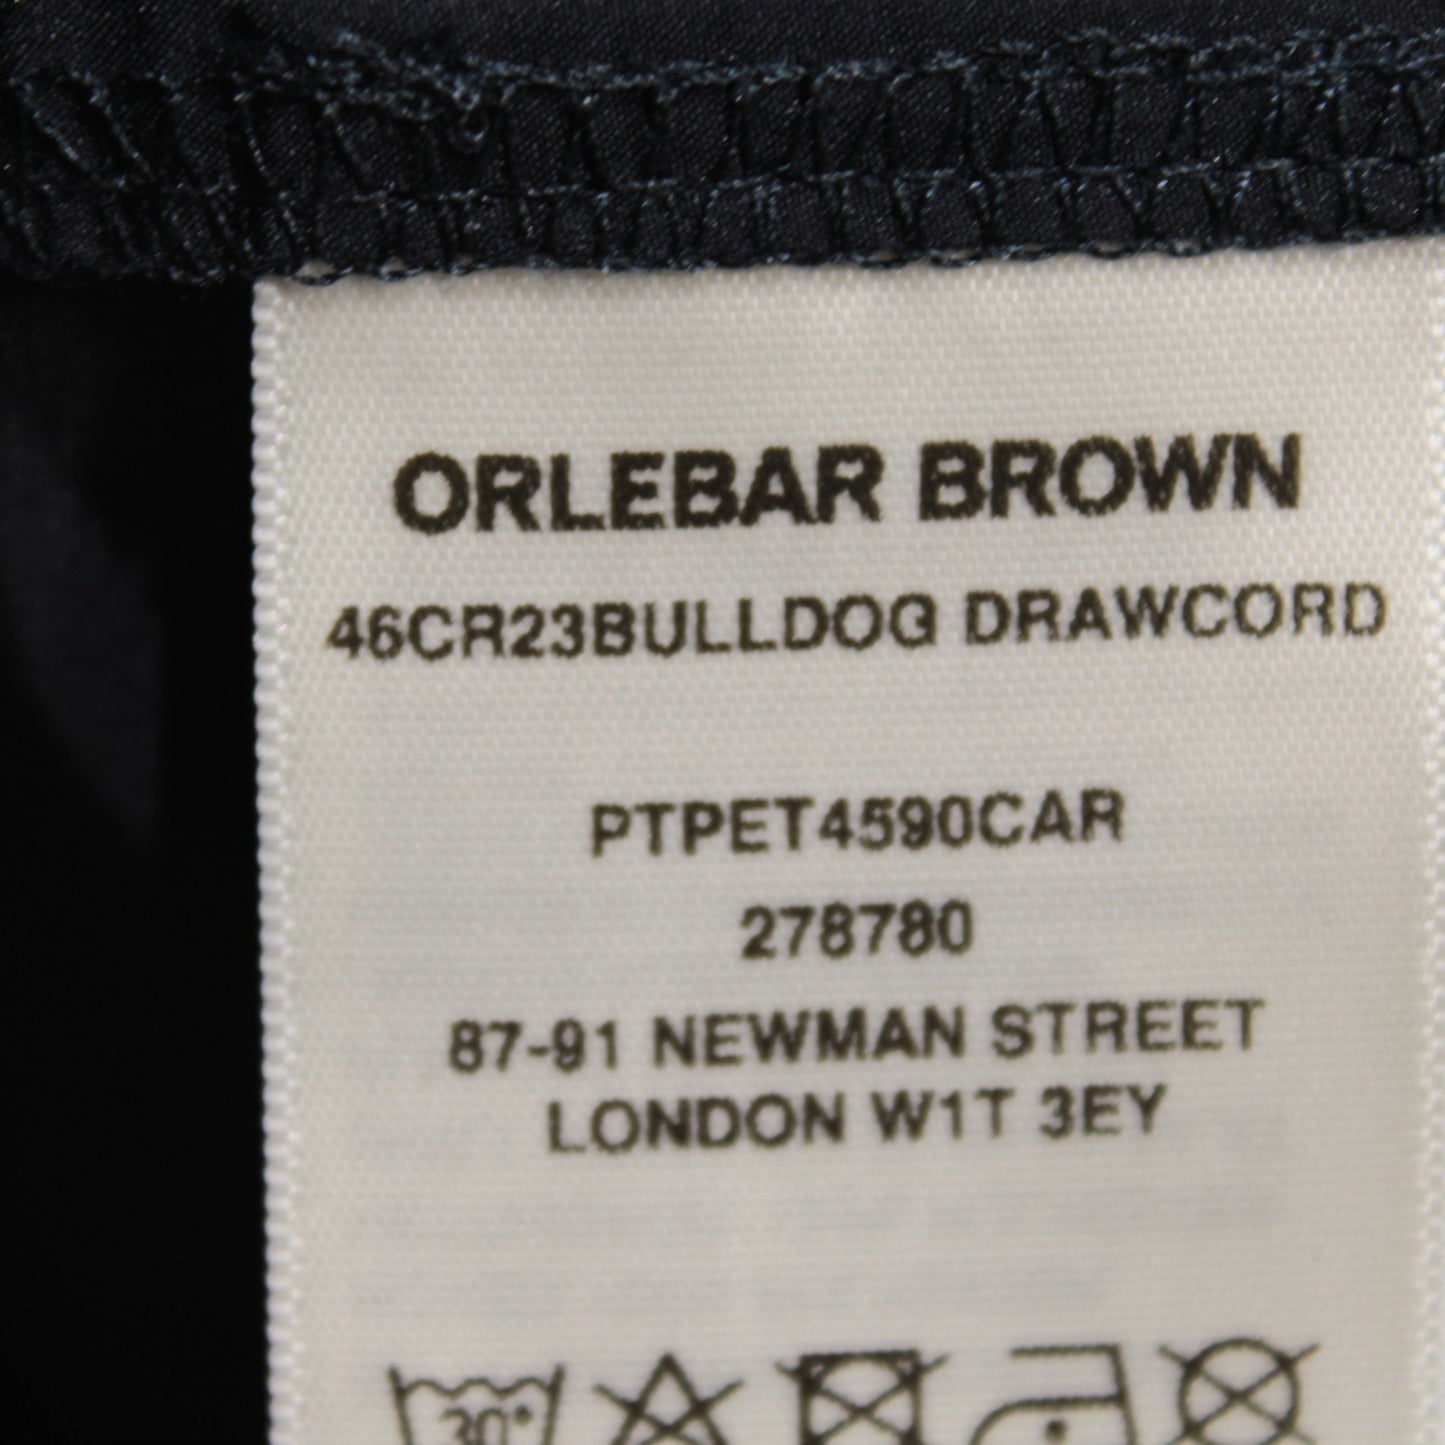 ORLEBAR BROWN
46CR23BULLDOG DRAWCORD
PTPET4590CAR
278780
87-91 NEWMAN STREET
LONDON W1T 3EY
30°